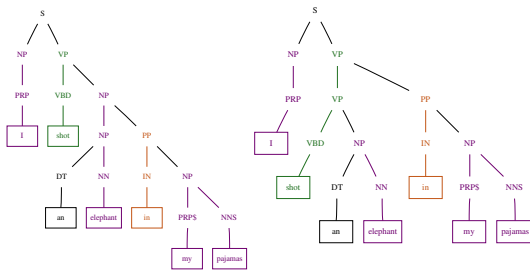 S
NP VP
PRP VBD NP
I shot NP PP
DT NN IN NP
an elephant in PRP$ NNS
my pajamas
S
NP VP
PRP VP PP
I VBD NP IN NP
shot DT NN in PRP$ NNS
an elephant my pajamas